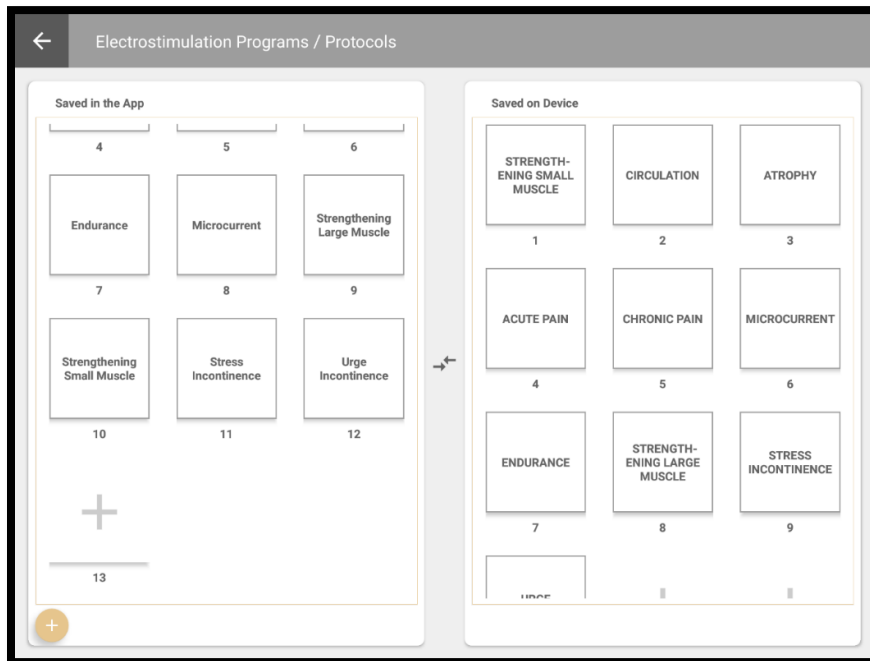 Electrostimulation Programs / Protocols
Saved in the App
4 5 6
Endurance
Microcurrent
Strengthening
Large Muscle
7 8 9
Strengthening
Small Muscle
Stress
Incontinence
Urge
Incontinence
10 11 12
13
Saved on Device
STRENGTH-
ENING SMALL
MUSCLE
CIRCULATION
ATROPHY
1 2 3
ACUTE PAIN
CHRONIC PAIN
MICROCURRENT
4 5 6
ENDURANCE
STRENGTH-
ENING LARGE
MUSCLE
STRESS
INCONTINENCE
7 8 9
URGE